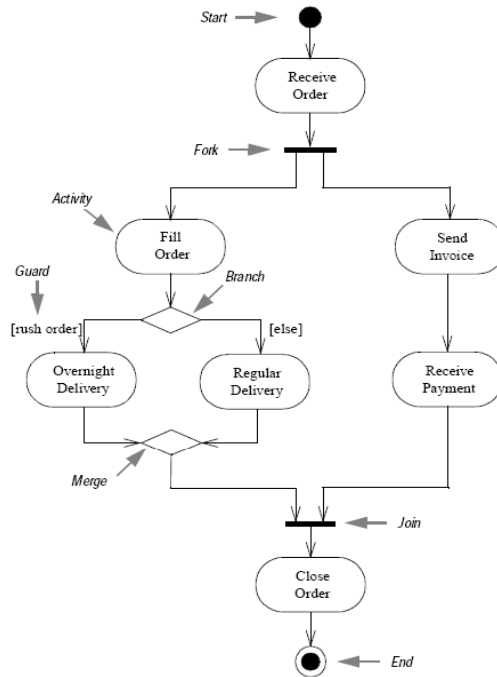 Start
Receive
Order
Fork
Activity
Fill
Order
Send
Invoice
Guard
Branch
[rush order]
[else]
Overnight
Delivery
Regular
Delivery
Receive
Payment
Merge
Join
Close
Order
End